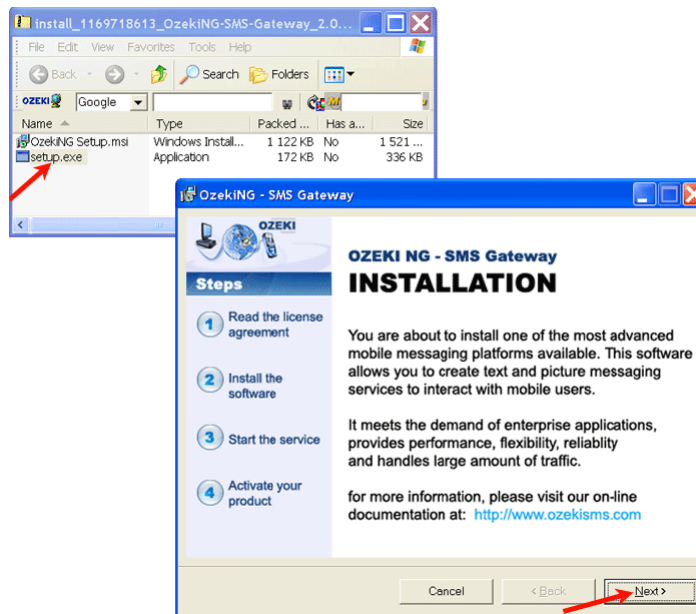 install_1169718613_OzekiNG-SMS-Gateway_2.0...
File Edit View Favorites Tools Help
Back Search Folders
OZEKI Google
Name Type Packed ... Has a... Size
OzekiNG Setup.msi Windows Install... 1 122 KB No 1 521 ...
setup.exe Application 172 KB No 336 KB
OzekiNG - SMS Gateway
OZEKI
Steps
1 Read the license
agreement
2 Install the
software
3 Start the service
4 Activate your
product
OZEKI NG - SMS Gateway
INSTALLATION
You are about to install one of the most advanced
mobile messaging platforms available. This software
allows you to create text and picture messaging
services to interact with mobile users.
It meets the demand of enterprise applications,
provides performance, flexibility, reliablity
and handles large amount of traffic.
for more information, please visit our on-line
documentation at: http://www.ozekisms.com
Cancel < Back Next >